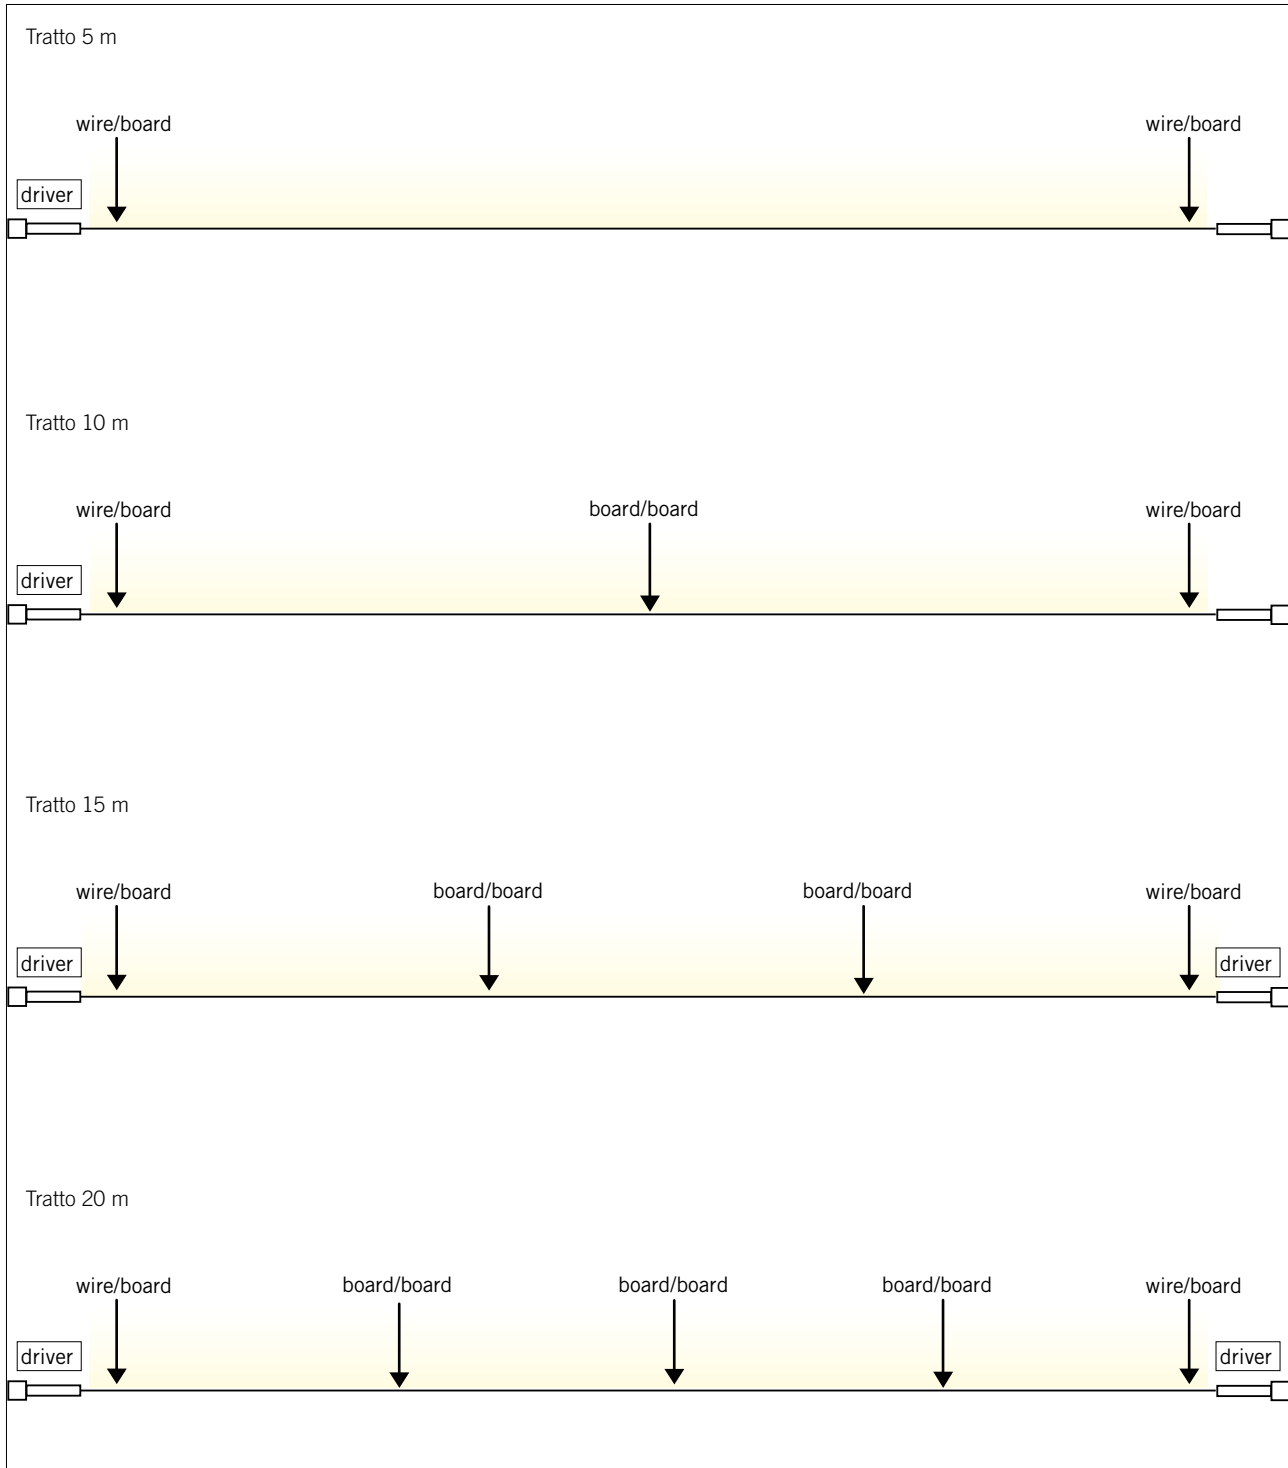 Tratto 5 m
wire/board wire/board
driver
Tratto 10 m
wire/board board/board wire/board
driver
Tratto 15 m
wire/board board/board board/board wire/board
driver driver
Tratto 20 m
wire/board board/board board/board board/board wire/board
driver driver